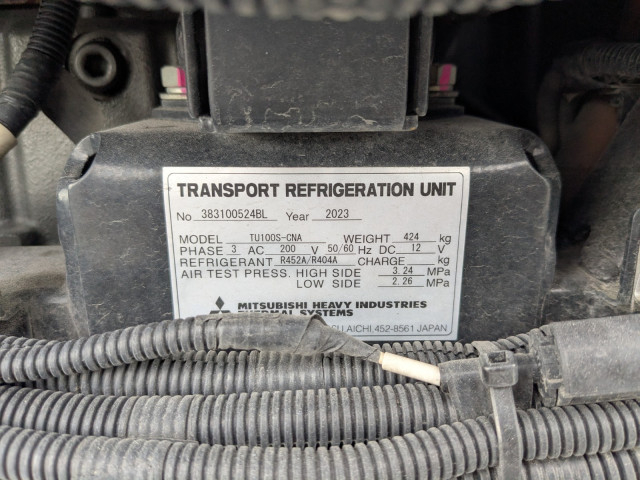 TRANSPORT REFRIGERATION UNIT
No 383100524BL Year 2023
MODEL TU100S-CNA WEIGHT 424 kg
PHASE 3 AC 200 V 50/60 Hz DC 12 V
REFRIGERANT R452A/R404A CHARGE kg
AIR TEST PRESS. HIGH SIDE 3.24 MPa
LOW SIDE 2.26 MPa
MITSUBISHI HEAVY INDUSTRIES
THERMAL SYSTEMS
AICHI, 452-8561 JAPAN